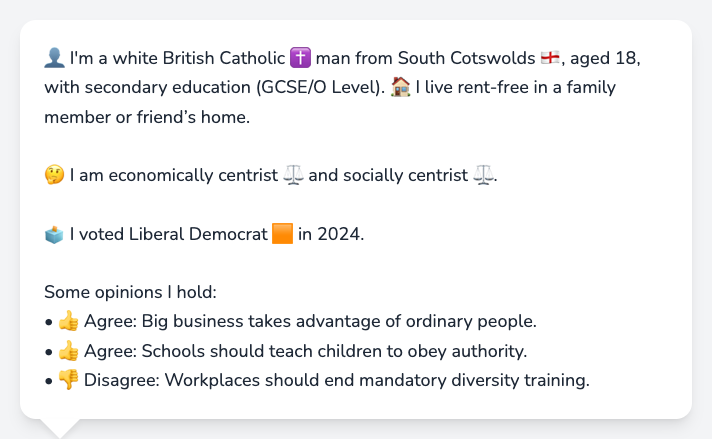 👤 I'm a white British Catholic ✝️ man from South Cotswolds 🏴󠁧󠁢󠁥󠁮󠁧󠁿, aged 18,
with secondary education (GCSE/O Level). 🏠 I live rent-free in a family
member or friend’s home.
🤔 I am economically centrist ⚖️ and socially centrist ⚖️.
🗳️ I voted Liberal Democrat 🟧 in 2024.
Some opinions I hold:
• 👍 Agree: Big business takes advantage of ordinary people.
• 👍 Agree: Schools should teach children to obey authority.
• 👎 Disagree: Workplaces should end mandatory diversity training.